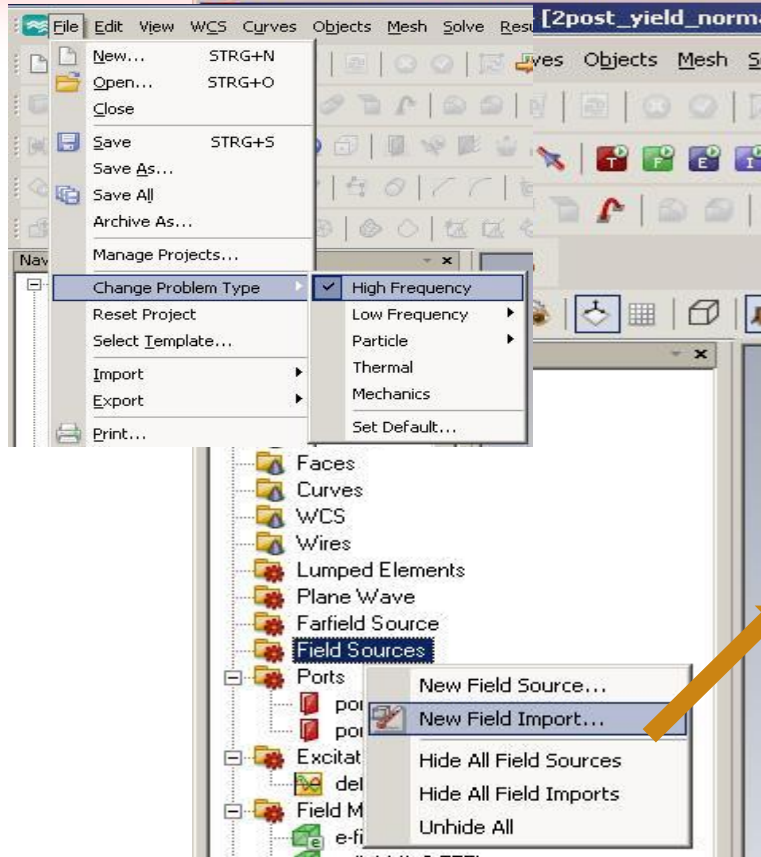 File Edit View WCS Curves Objects Mesh Solve
[2post_yield_norm
Objects Mesh
New... STRG+N
Open... STRG+O
Close
Save STRG+S
Save As...
Save All
Archive As...
Manage Projects...
Change Problem Type
Reset Project
Select Template...
Import
Export
Print...
High Frequency
Low Frequency
Particle
Thermal
Mechanics
Set Default...
T F E I
Nav
Faces
Curves
WCS
Wires
Lumped Elements
Plane Wave
Farfield Source
Field Sources
Ports
por
por
Excitat
Field M
e-fi
New Field Source...
New Field Import...
Hide All Field Sources
Hide All Field Imports
Unhide All